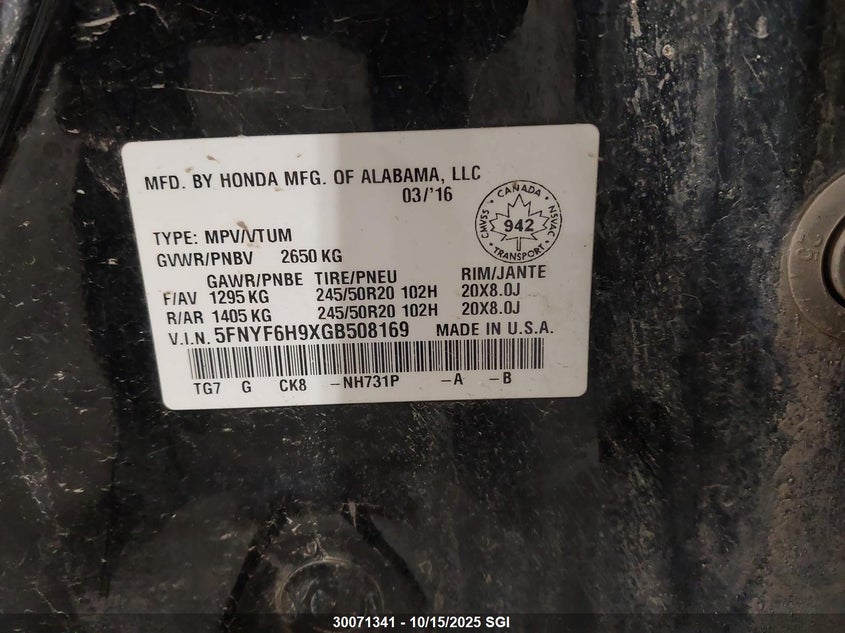 MFD. BY HONDA MFG. OF ALABAMA, LLC
03/'16
CANADA
CMVSS
942
NSVAC
TRANSPORT
TYPE: MPV/VTUM
GVWR/PNBV 2650 KG
GAWR/PNBE TIRE/PNEU RIM/JANTE
F/AV 1295 KG 245/50R20 102H 20X8.0J
R/AR 1405 KG 245/50R20 102H 20X8.0J
V.I.N. 5FNYF6H9XGB508169 MADE IN U.S.A.
TG7 G CK8 -NH731P -A -B
30071341 - 10/15/2025 SGI